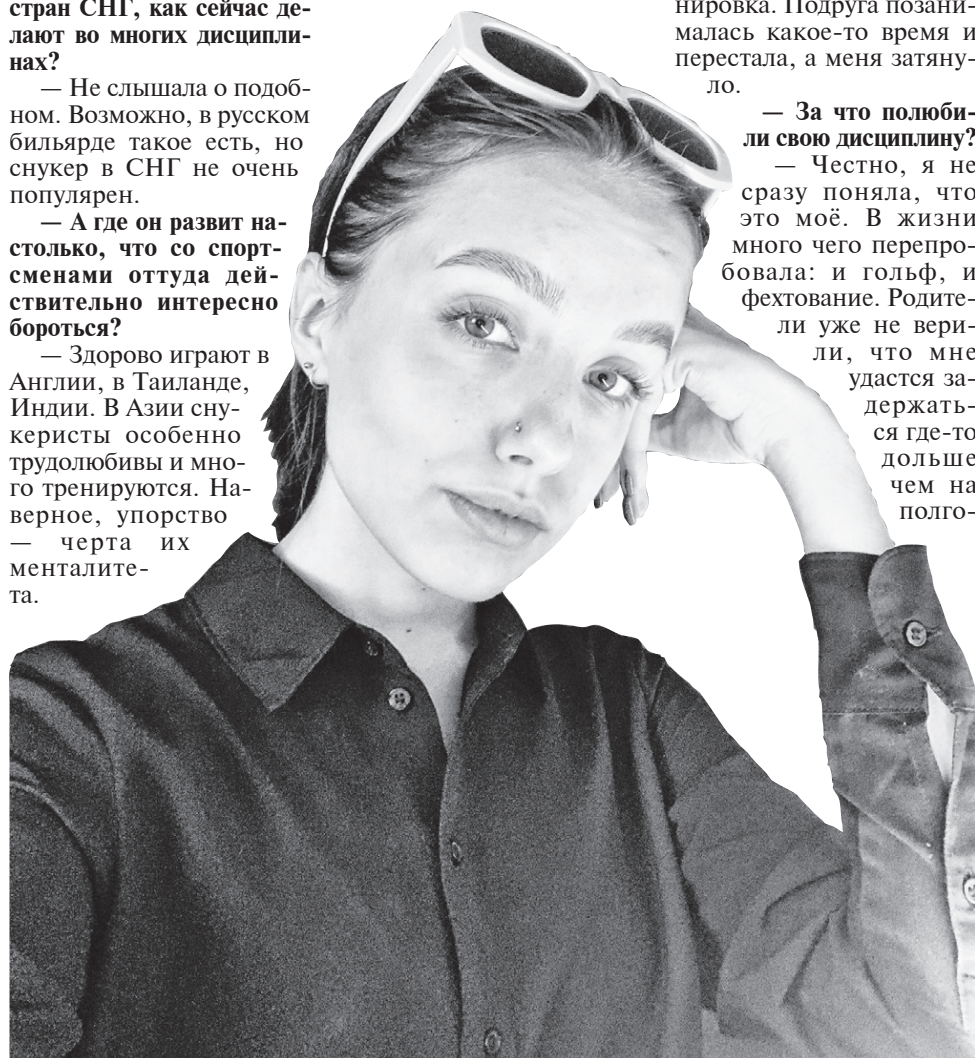 стран СНГ, как сейчас де-
лают во многих дисципли-
нах?
— Не слышала о подоб-
ном. Возможно, в русском
бильярде такое есть, но
снукер в СНГ не очень
популярен.
— А где он развит на-
столько, что со спорт-
сменами оттуда дей-
ствительно интересно
бороться?
— Здорово играют в
Англии, в Таиланде,
Индии. В Азии сну-
керисты особенно
трудолюбивы и мно-
го тренируются. На-
верное, упорство
— черта их
менталите-
та.
нировка. Подруга позани-
малась какое-то время и
перестала, а меня затяну-
ло.
— За что полюби-
ли свою дисциплину?
— Честно, я не
сразу поняла, что
это моё. В жизни
много чего перепро-
бовала: и гольф, и
фехтование. Родите-
ли уже не вери-
ли, что мне
удастся за-
держать-
ся где-то
дольше
чем на
полго-